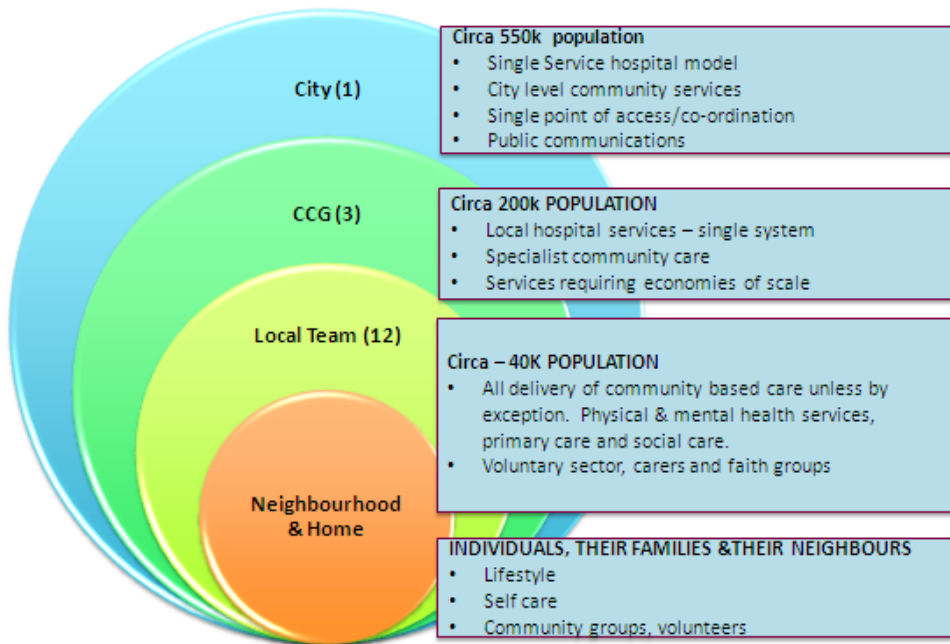 City (1)
Circa 550k population
• Single Service hospital model
• City level community services
• Single point of access/co-ordination
• Public communications
CCG (3)
Circa 200k POPULATION
• Local hospital services – single system
• Specialist community care
• Services requiring economies of scale
Local Team (12)
Circa – 40K POPULATION
• All delivery of community based care unless by
exception. Physical & mental health services,
primary care and social care.
• Voluntary sector, carers and faith groups
Neighbourhood
& Home
INDIVIDUALS, THEIR FAMILIES &THEIR NEIGHBOURS
• Lifestyle
• Self care
• Community groups, volunteers